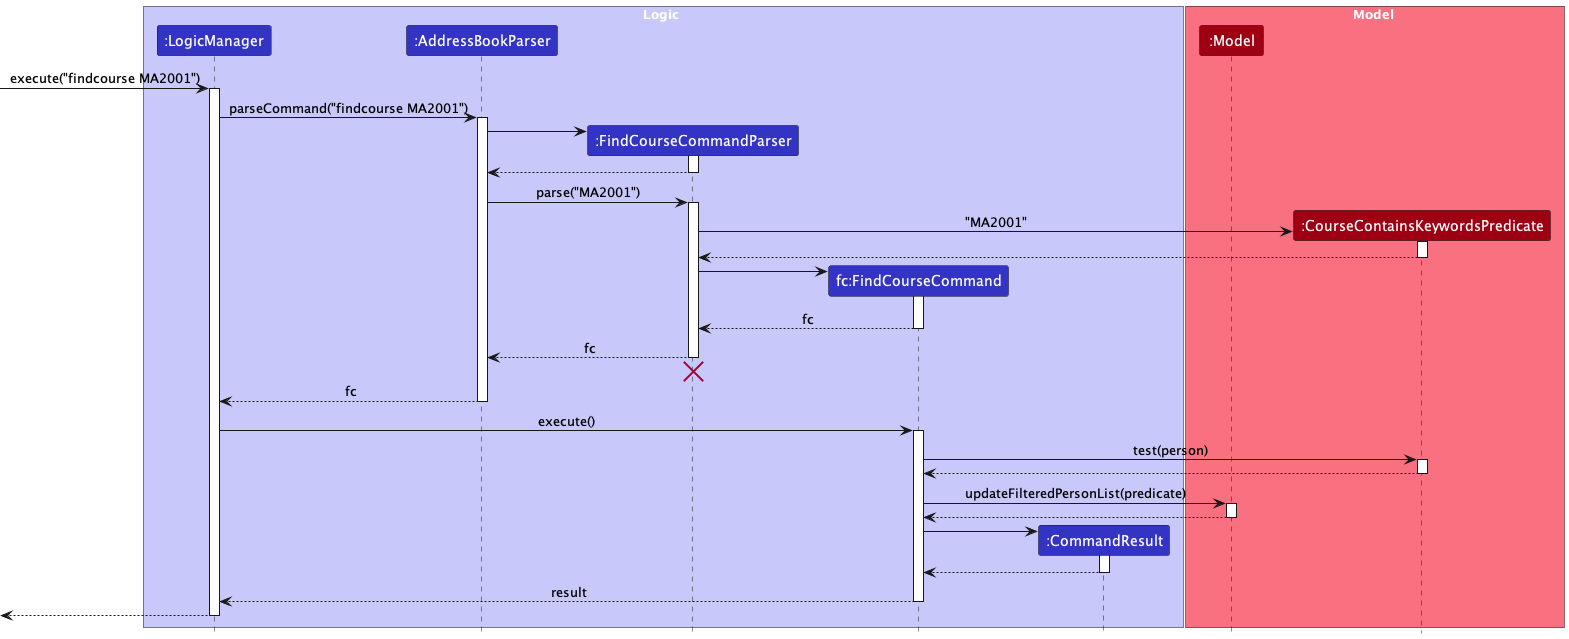 Logic
Model
:LogicManager
:AddressBookParser
:Model
execute("findcourse MA2001")
parseCommand("findcourse MA2001")
:FindCourseCommandParser
parse("MA2001")
"MA2001"
:CourseContainsKeywordsPredicate
fc:FindCourseCommand
fc
fc
fc
execute()
test(person)
updateFilteredPersonList(predicate)
:CommandResult
result